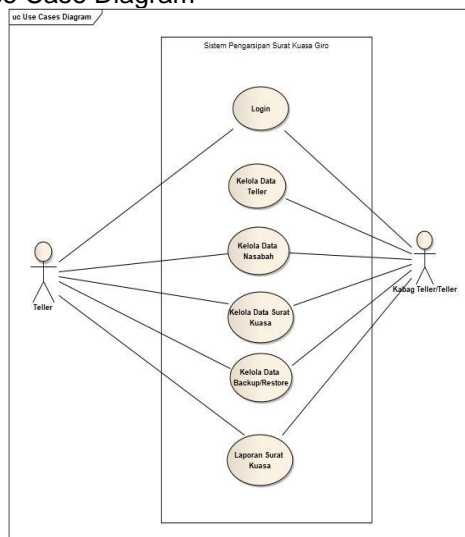 Use Case Diagram
uc Use Cases Diagram
Sistem Pengarsipan Surat Kuasa Giro
Login
Kelola Data
Teller
Kelola Data
Nasabah
Teller
Kabag Teller/Teller
Kelola Data Surat
Kuasa
Kelola Data
Backup/Restore
Laporan Surat
Kuasa